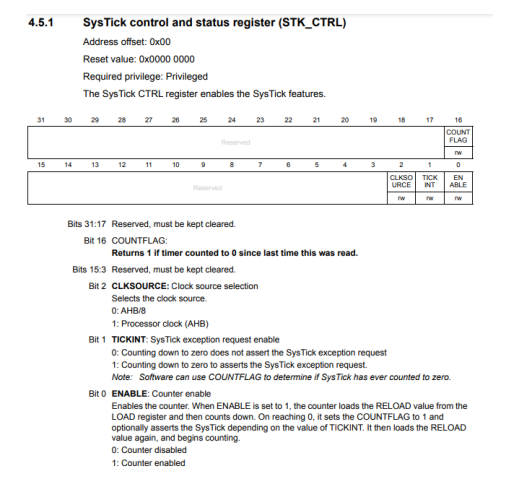 4.5.1 SysTick control and status register (STK_CTRL)
Address offset: 0x00
Reset value: 0x0000 0000
Required privilege: Privileged
The SysTick CTRL register enables the SysTick features.
31 30 29 28 27 26 25 24 23 22 21 20 19 18 17 16
Reserved COUNT FLAG
rw
15 14 13 12 11 10 9 8 7 6 5 4 3 2 1 0
Reserved CLKSO URCE TICK INT EN ABLE
rw rw rw
Bits 31:17 Reserved, must be kept cleared.
Bit 16 COUNTFLAG:
Returns 1 if timer counted to 0 since last time this was read.
Bits 15:3 Reserved, must be kept cleared.
Bit 2 CLKSOURCE: Clock source selection
Selects the clock source.
0: AHB/8
1: Processor clock (AHB)
Bit 1 TICKINT: SysTick exception request enable
0: Counting down to zero does not assert the SysTick exception request
1: Counting down to zero to asserts the SysTick exception request.
Note: Software can use COUNTFLAG to determine if SysTick has ever counted to zero.
Bit 0 ENABLE: Counter enable
Enables the counter. When ENABLE is set to 1, the counter loads the RELOAD value from the
LOAD register and then counts down. On reaching 0, it sets the COUNTFLAG to 1 and
optionally asserts the SysTick depending on the value of TICKINT. It then loads the RELOAD
value again, and begins counting.
0: Counter disabled
1: Counter enabled